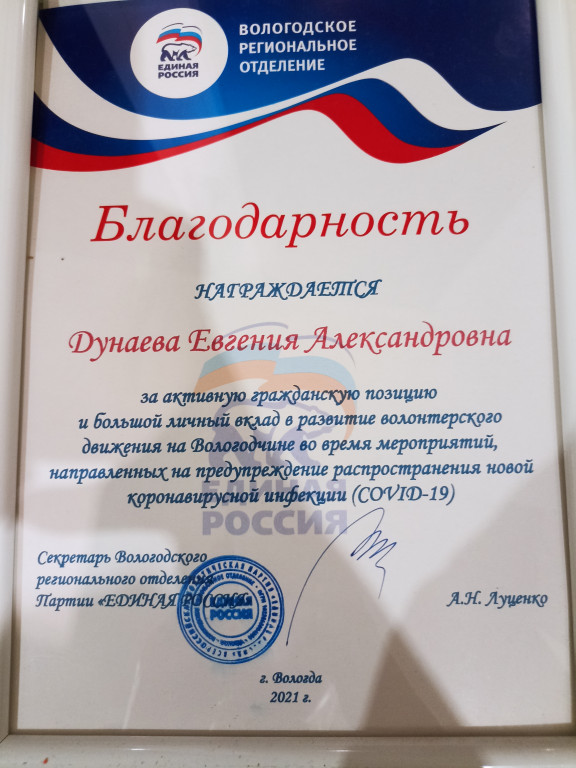 ЕДИНАЯ
РОССИЯ
ВОЛОГОДСКОЕ
РЕГИОНАЛЬНОЕ
ОТДЕЛЕНИЕ
Благодарность
НАГРАЖДАЕТСЯ
Дунаева Евгения Александровна
за активную гражданскую позицию
и большой личный вклад в развитие волонтерского
движения на Вологодчине во время мероприятий,
направленных на предупреждение распространения новой
коронавирусной инфекции (COVID-19)
ЕДИНАЯ
РОССИЯ
Секретарь Вологодского
регионального отделения
Партии «ЕДИНАЯ РОССИЯ»
А.Н. Луценко
ЕДИНАЯ
РОССИЯ
г. Вологда
2021 г.